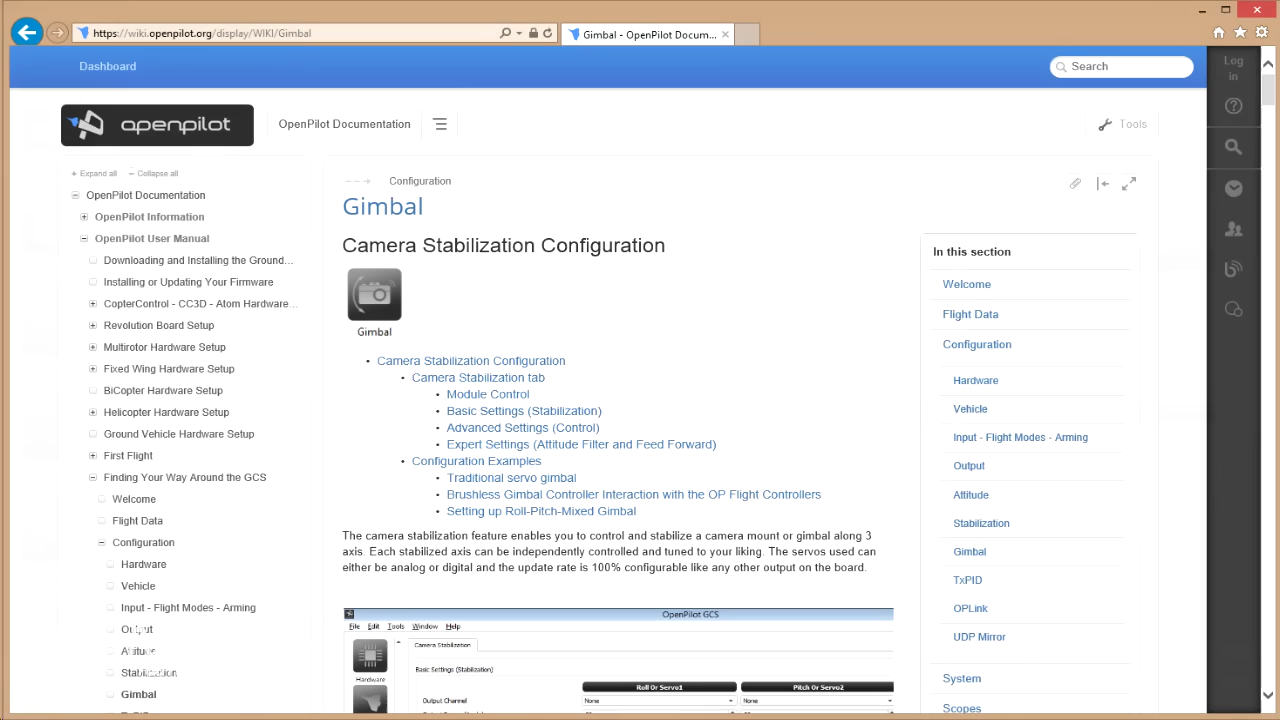 https://wiki.openpilot.org/display/WIKI/Gimbal
Gimbal - OpenPilot Docum...
Dashboard
Search
Log in
openpilot
OpenPilot Documentation
Tools
Expand all
Collapse all
OpenPilot Documentation
OpenPilot Information
OpenPilot User Manual
Downloading and Installing the Ground...
Installing or Updating Your Firmware
CopterControl - CC3D - Atom Hardware...
Revolution Board Setup
Multirotor Hardware Setup
Fixed Wing Hardware Setup
BiCopter Hardware Setup
Helicopter Hardware Setup
Ground Vehicle Hardware Setup
First Flight
Finding Your Way Around the GCS
Welcome
Flight Data
Configuration
Hardware
Vehicle
Input - Flight Modes - Arming
Output
Attitude
Stabilization
Gimbal
Configuration
Gimbal
Camera Stabilization Configuration
Gimbal
• Camera Stabilization Configuration
• Camera Stabilization tab
• Module Control
• Basic Settings (Stabilization)
• Advanced Settings (Control)
• Expert Settings (Attitude Filter and Feed Forward)
• Configuration Examples
• Traditional servo gimbal
• Brushless Gimbal Controller Interaction with the OP Flight Controllers
• Setting up Roll-Pitch-Mixed Gimbal
The camera stabilization feature enables you to control and stabilize a camera mount or gimbal along 3
axis. Each stabilized axis can be independently controlled and tuned to your liking. The servos used can
either be analog or digital and the update rate is 100% configurable like any other output on the board.
OpenPilot GCS
File Edit Tools Window Help
Camera Stabilization
Hardware
Basic Settings (Stabilization)
Roll Or Servo1
Pitch Or Servo2
Output Channel
None
None
In this section
Welcome
Flight Data
Configuration
Hardware
Vehicle
Input - Flight Modes - Arming
Output
Attitude
Stabilization
Gimbal
TxPID
OPLink
UDP Mirror
System
Scopes